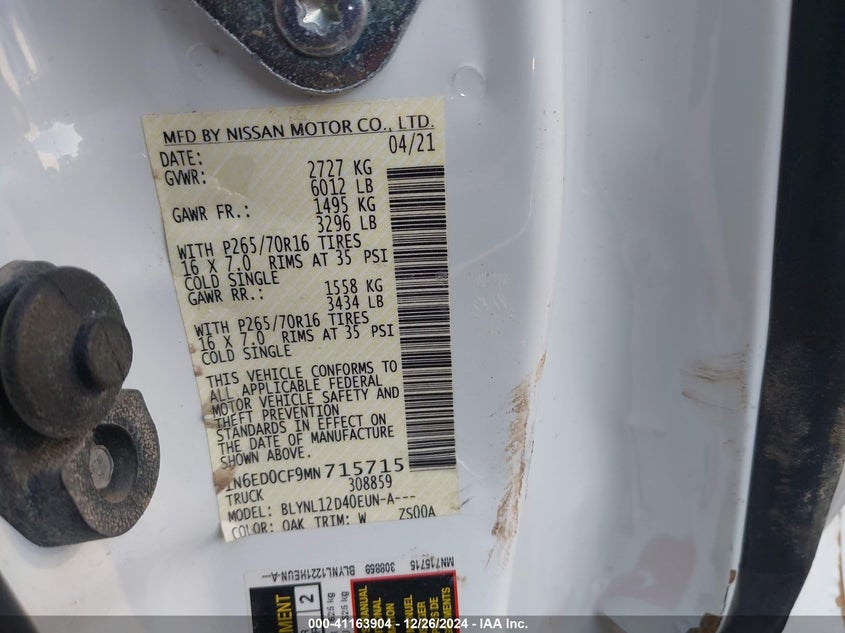 MFD BY NISSAN MOTOR CO., LTD.
DATE: 04/21
GVWR: 2727 KG
6012 LB
GAWR FR.: 1495 KG
3296 LB
WITH P265/70R16 TIRES
16 X 7.0 RIMS AT 35 PSI
COLD SINGLE
GAWR RR.: 1558 KG
3434 LB
WITH P265/70R16 TIRES
16 X 7.0 RIMS AT 35 PSI
COLD SINGLE
THIS VEHICLE CONFORMS TO
ALL APPLICABLE FEDERAL
MOTOR VEHICLE SAFETY AND
THEFT PREVENTION
STANDARDS IN EFFECT ON
THE DATE OF MANUFACTURE
SHOWN ABOVE.
1N6ED0CF9MN715715
TRUCK 308859
MODEL: BLYNL12D40EUN-A---
COLOR: OAK TRIM: W ZS00A
MN715715
308859
BLYNL1221HEUN-A--
2
000-41163904 - 12/26/2024 - IAA Inc.